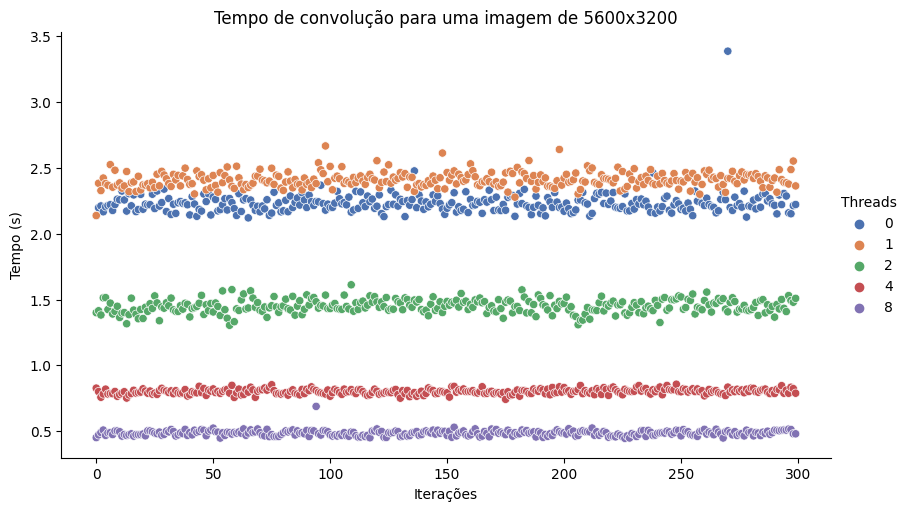 Tempo de convolução para uma imagem de 5600x3200
3.5
3.0
2.5
2.0
1.5
1.0
0.5
Tempo (s)
0 50 100 150 200 250 300
Iterações
Threads
0
1
2
4
8